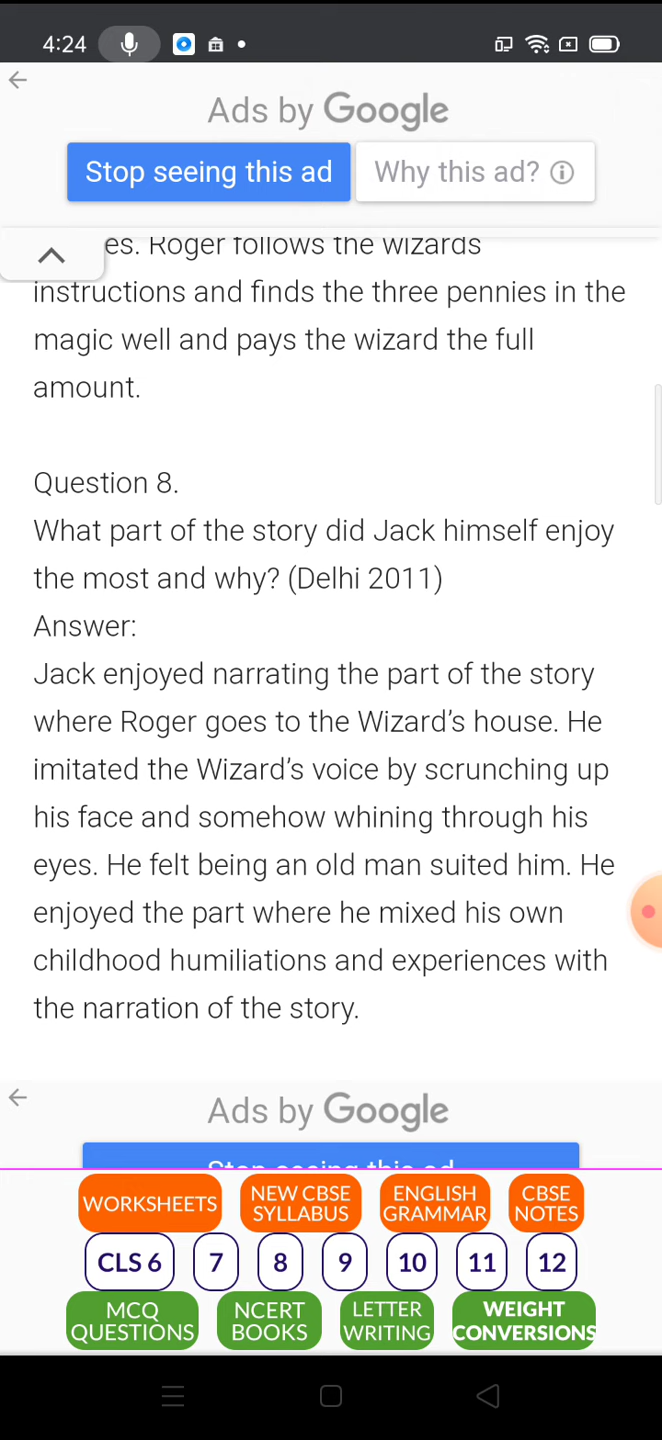 4:24
Ads by Google
Stop seeing this ad
Why this ad?
es. Roger follows the wizards
instructions and finds the three pennies in the
magic well and pays the wizard the full
amount.
Question 8.
What part of the story did Jack himself enjoy
the most and why? (Delhi 2011)
Answer:
Jack enjoyed narrating the part of the story
where Roger goes to the Wizard’s house. He
imitated the Wizard’s voice by scrunching up
his face and somehow whining through his
eyes. He felt being an old man suited him. He
enjoyed the part where he mixed his own
childhood humiliations and experiences with
the narration of the story.
Ads by Google
Stop seeing this ad
WORKSHEETS
NEW CBSE
SYLLABUS
ENGLISH
GRAMMAR
CBSE
NOTES
CLS 6
7
8
9
10
11
12
MCQ
QUESTIONS
NCERT
BOOKS
LETTER
WRITING
WEIGHT
CONVERSIONS